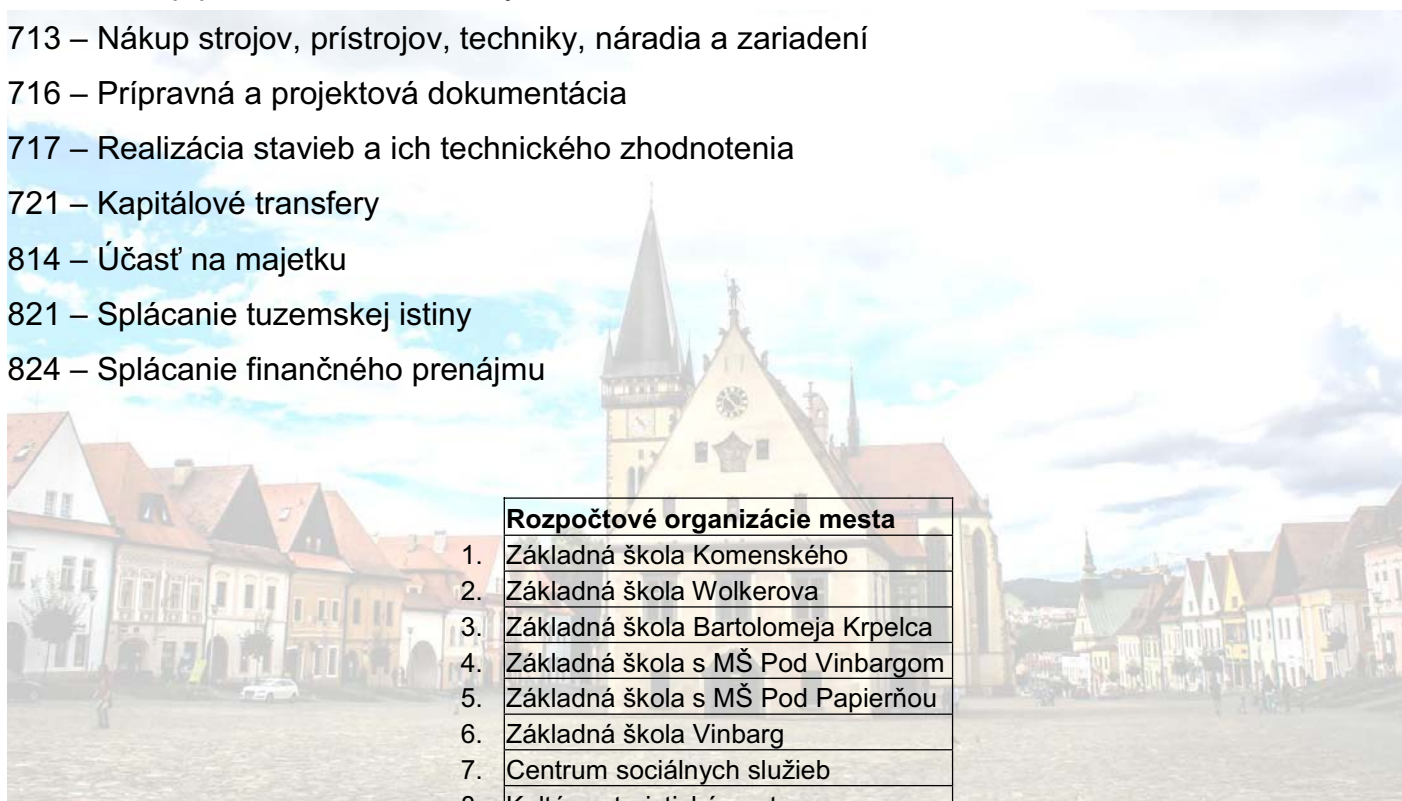 713 – Nákup strojov, prístrojov, techniky, náradia a zariadení
716 – Prípravná a projektová dokumentácia
717 – Realizácia stavieb a ich technického zhodnotenia
721 – Kapitálové transfery
814 – Účasť na majetku
821 – Splácanie tuzemskej istiny
824 – Splácanie finančného prenájmu
Rozpočtové organizácie mesta
1. Základná škola Komenského
2. Základná škola Wolkerova
3. Základná škola Bartolomeja Krpelca
4. Základná škola s MŠ Pod Vinbargom
5. Základná škola s MŠ Pod Papierňou
6. Základná škola Vinbarg
7. Centrum sociálnych služieb